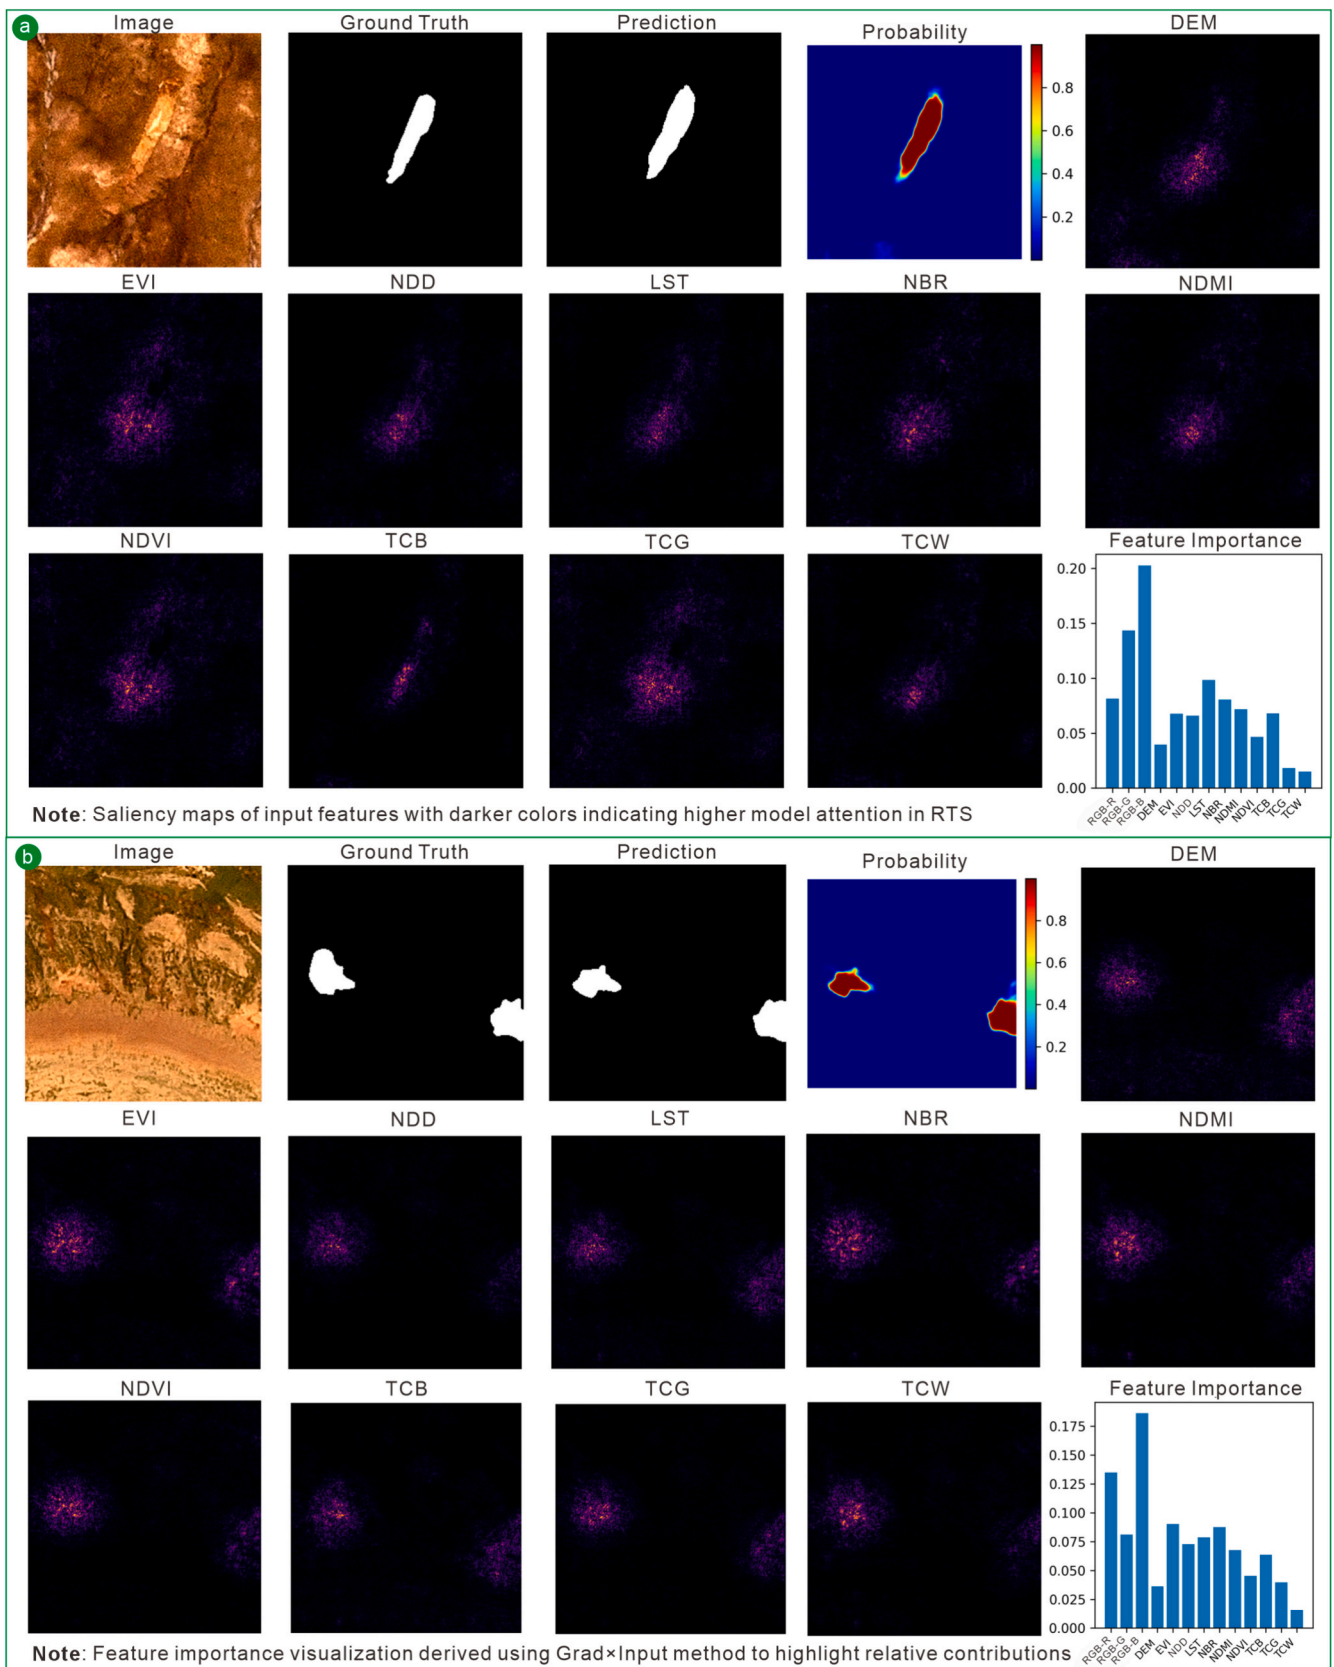 a
Image Ground Truth Prediction Probability DEM
0.8
0.6
0.4
0.2
EVI NDD LST NBR NDMI
NDVI TCB TCG TCW Feature Importance
0.20
0.15
0.10
0.05
0.00
RGB-R RGB-G RGB-B DEM EVI NDD LST NBR NDMI NDVI TCB TCG TCW
Note: Saliency maps of input features with darker colors indicating higher model attention in RTS
b
Image Ground Truth Prediction Probability DEM
0.8
0.6
0.4
0.2
EVI NDD LST NBR NDMI
NDVI TCB TCG TCW Feature Importance
0.175
0.150
0.125
0.100
0.075
0.050
0.025
0.000
RGB-R RGB-G RGB-B DEM EVI NDD LST NBR NDMI NDVI TCB TCG TCW
Note: Feature importance visualization derived using Grad×Input method to highlight relative contributions